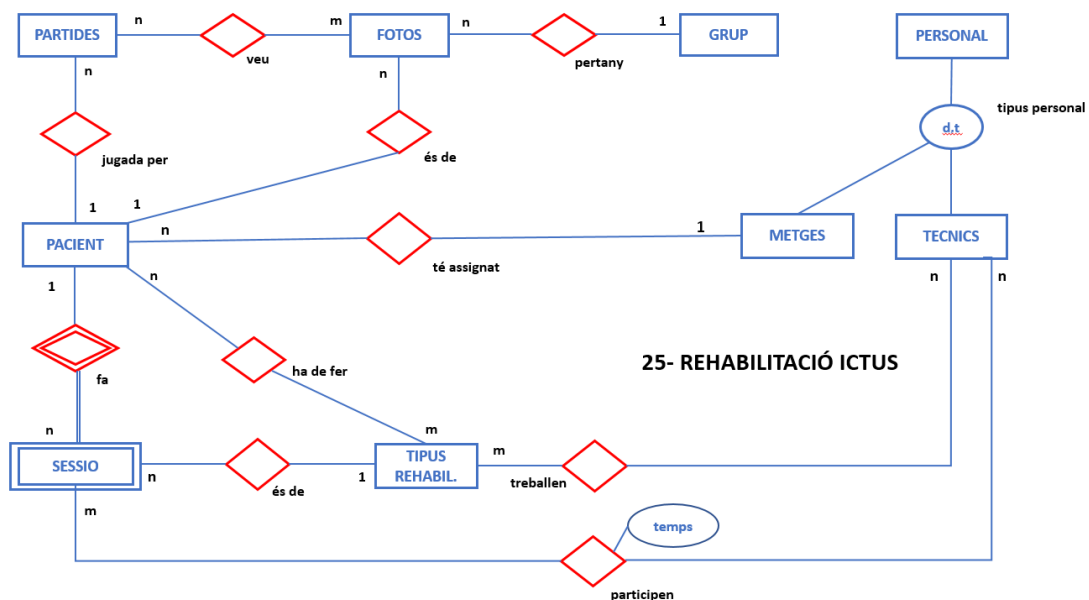 n
m
n
1
PARTIDES
FOTOS
GRUP
PERSONAL
veu
pertany
n
n
tipus personal
d,t
jugada per
és de
1
1
n
1
PACIENT
METGES
TECNICS
té assignat
1
n
n
n
25- REHABILITACIÓ ICTUS
ha de fer
fa
n
m
m
SESSIO
TIPUS
REHABIL.
n
és de
1
treballen
m
temps
participen